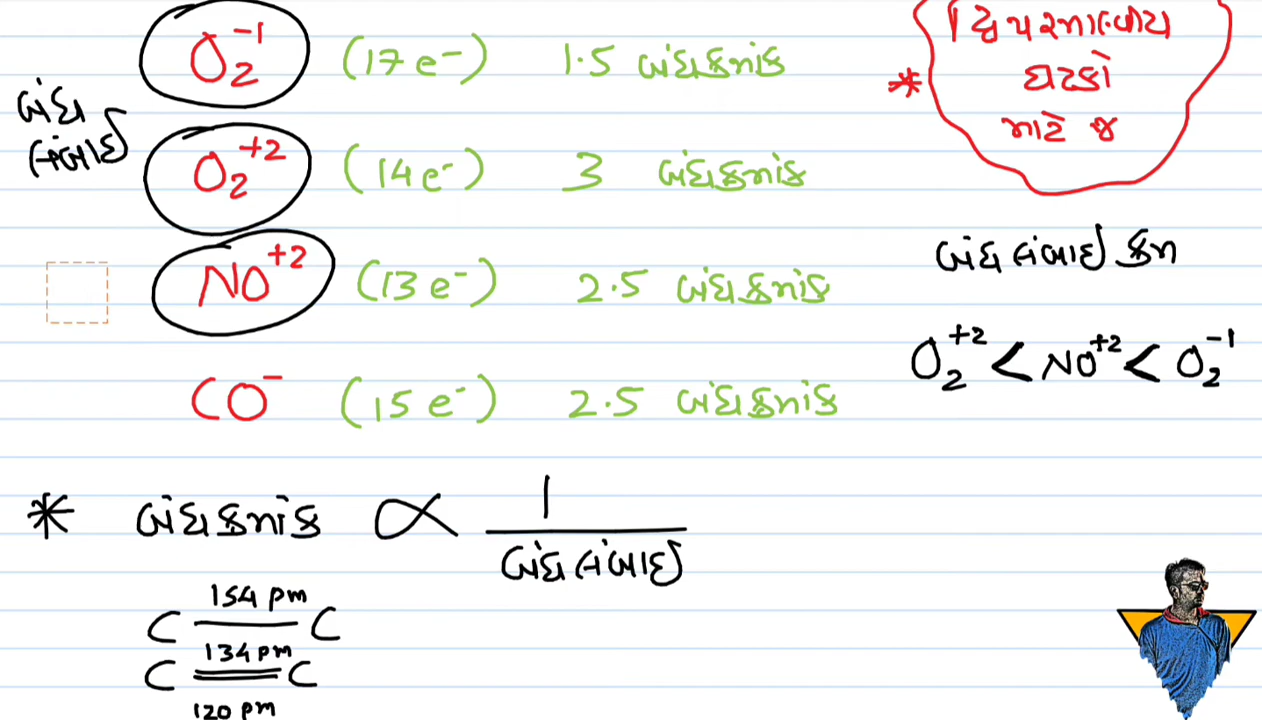 O₂⁻¹ (17 e⁻) 1.5 બંધક્રમાંક
બંધ
લંબાઈ
O₂⁺² (14 e⁻) 3 બંધક્રમાંક
NO⁺² (13 e⁻) 2.5 બંધક્રમાંક
CO⁻ (15 e⁻) 2.5 બંધક્રમાંક
* દ્વિપરમાણ્વીય
ઘટકો
માટે જ
બંધલંબાઈ ક્રમ
O₂⁺² < NO⁺² < O₂⁻¹
* બંધક્રમાંક ∝ 1 / બંધલંબાઈ
154 pm
C — C
134 pm
C = C
120 pm